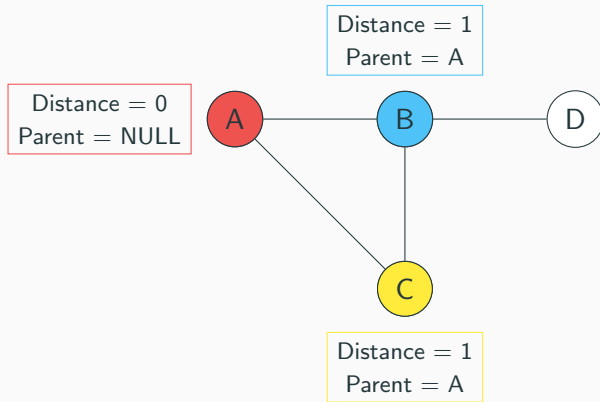 Distance = 1
Parent = A
Distance = 0
Parent = NULL
A
B
D
C
Distance = 1
Parent = A